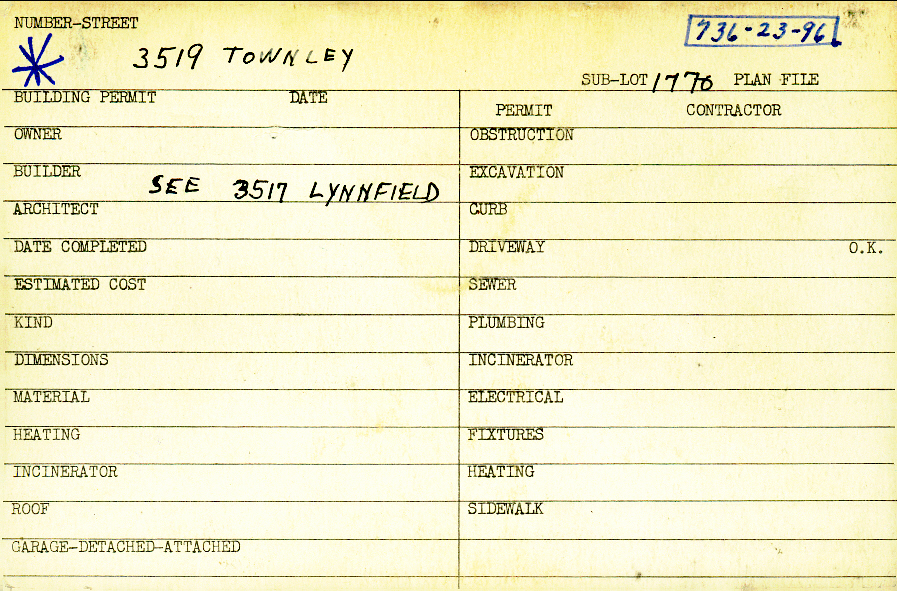 NUMBER-STREET
736-23-96
3519 TOWNLEY
SUB-LOT 1776 PLAN FILE
BUILDING PERMIT DATE
PERMIT CONTRACTOR
OWNER
OBSTRUCTION
BUILDER
EXCAVATION
SEE 3517 LYNNFIELD
ARCHITECT
CURB
DATE COMPLETED
DRIVEWAY O.K.
ESTIMATED COST
SEWER
KIND
PLUMBING
DIMENSIONS
INCINERATOR
MATERIAL
ELECTRICAL
HEATING
FIXTURES
INCINERATOR
HEATING
ROOF
SIDEWALK
GARAGE-DETACHED-ATTACHED